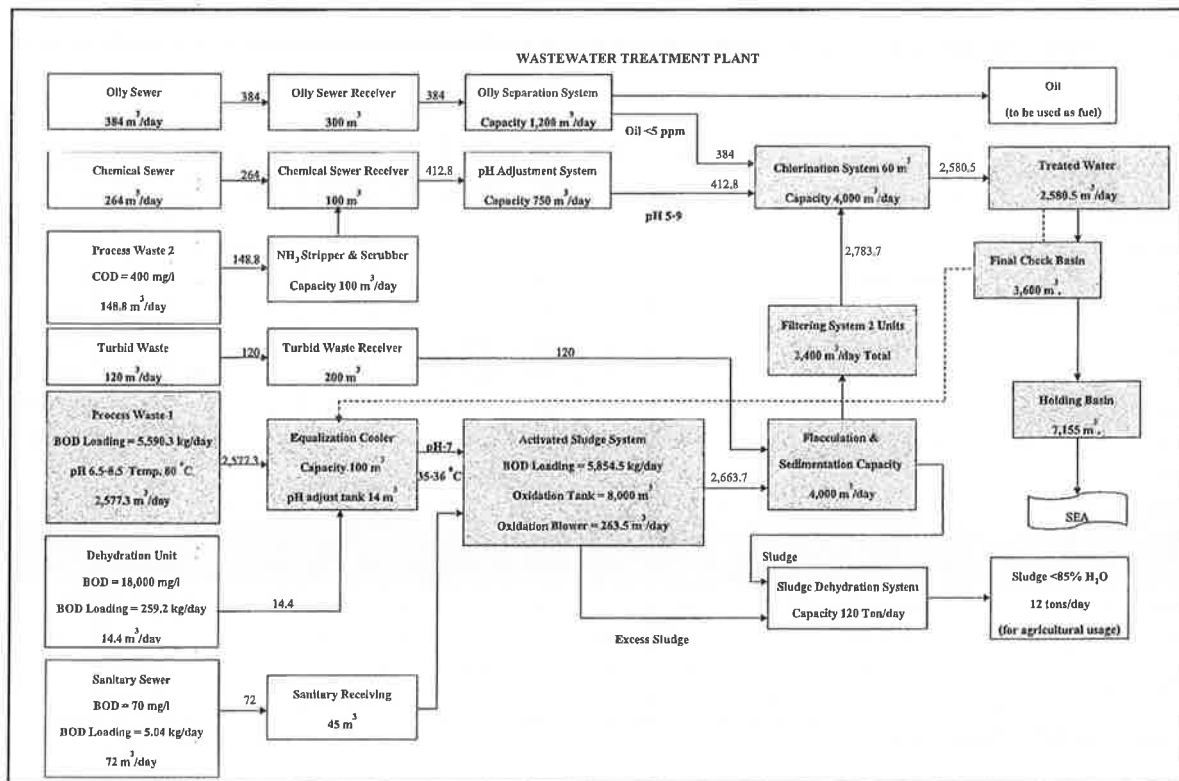 WASTEWATER TREATMENT PLANT
Oily Sewer
384 m³/day
384
Oily Sewer Receiver
300 m³
384
Oily Separation System
Capacity 1,200 m³/day
Oil <5 ppm
384
Oil
(to be used as fuel)
Chemical Sewer
264 m³/day
264
Chemical Sewer Receiver
100 m³
412.8
pH Adjustment System
Capacity 750 m³/day
412.8
pH 5-9
Chlorination System 60 m³
Capacity 4,000 m³/day
2,580.5
Treated Water
2,580.5 m³/day
Process Waste 2
COD = 400 mg/l
148.8 m³/day
148.8
NH₃ Stripper & Scrubber
Capacity 100 m³/day
2,783.7
Final Check Basin
3,600 m³.
Turbid Waste
120 m³/day
120
Turbid Waste Receiver
200 m³
120
Filtering System 2 Units
2,400 m³/day Total
Process Waste 1
BOD Loading = 5,590.3 kg/day
pH 6.5-8.5 Temp. 80 °C
2,577.3 m³/day
2,577.3
Equalization Cooler
Capacity 100 m³
pH adjust tank 14 m³
pH-7
35-36 °C
Activated Sludge System
BOD Loading = 5,854.5 kg/day
Oxidation Tank = 8,000 m³
Oxidation Blower = 263.5 m³/day
2,663.7
Flacculation &
Sedimentation Capacity
4,000 m³/day
Holding Basin
7,155 m³.
SEA
Dehydration Unit
BOD = 18,000 mg/l
BOD Loading = 259.2 kg/day
14.4 m³/day
14.4
Sludge
Sludge Dehydration System
Capacity 120 Ton/day
Sludge <85% H₂O
12 tons/day
(for agricultural usage)
Excess Sludge
Sanitary Sewer
BOD = 70 mg/l
BOD Loading = 5.04 kg/day
72 m³/day
72
Sanitary Receiving
45 m³